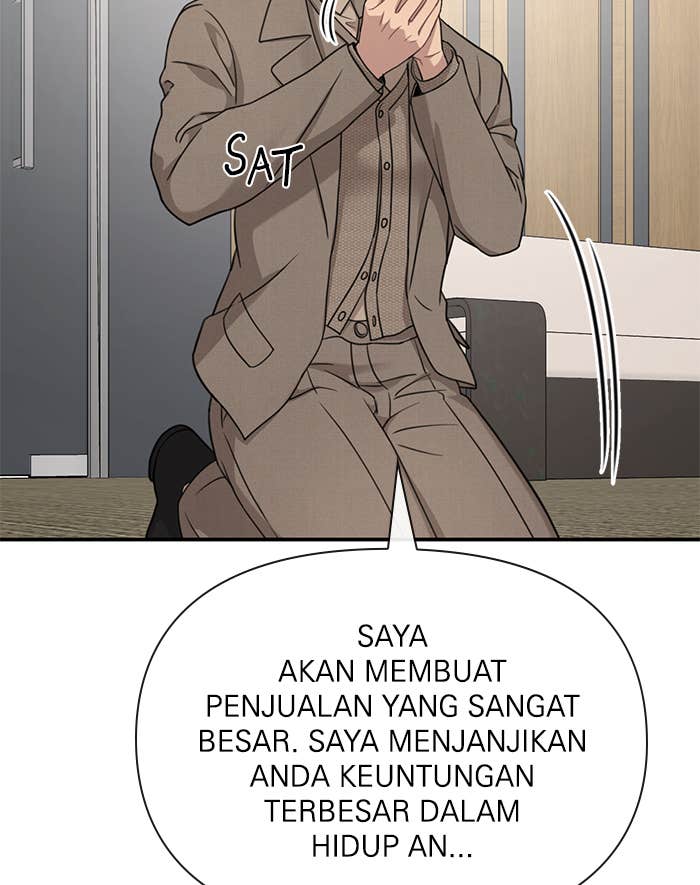 SAT
SAYA
AKAN MEMBUAT
PENJUALAN YANG SANGAT
BESAR. SAYA MENJANJIKAN
ANDA KEUNTUNGAN
TERBESAR DALAM
HIDUP AN...